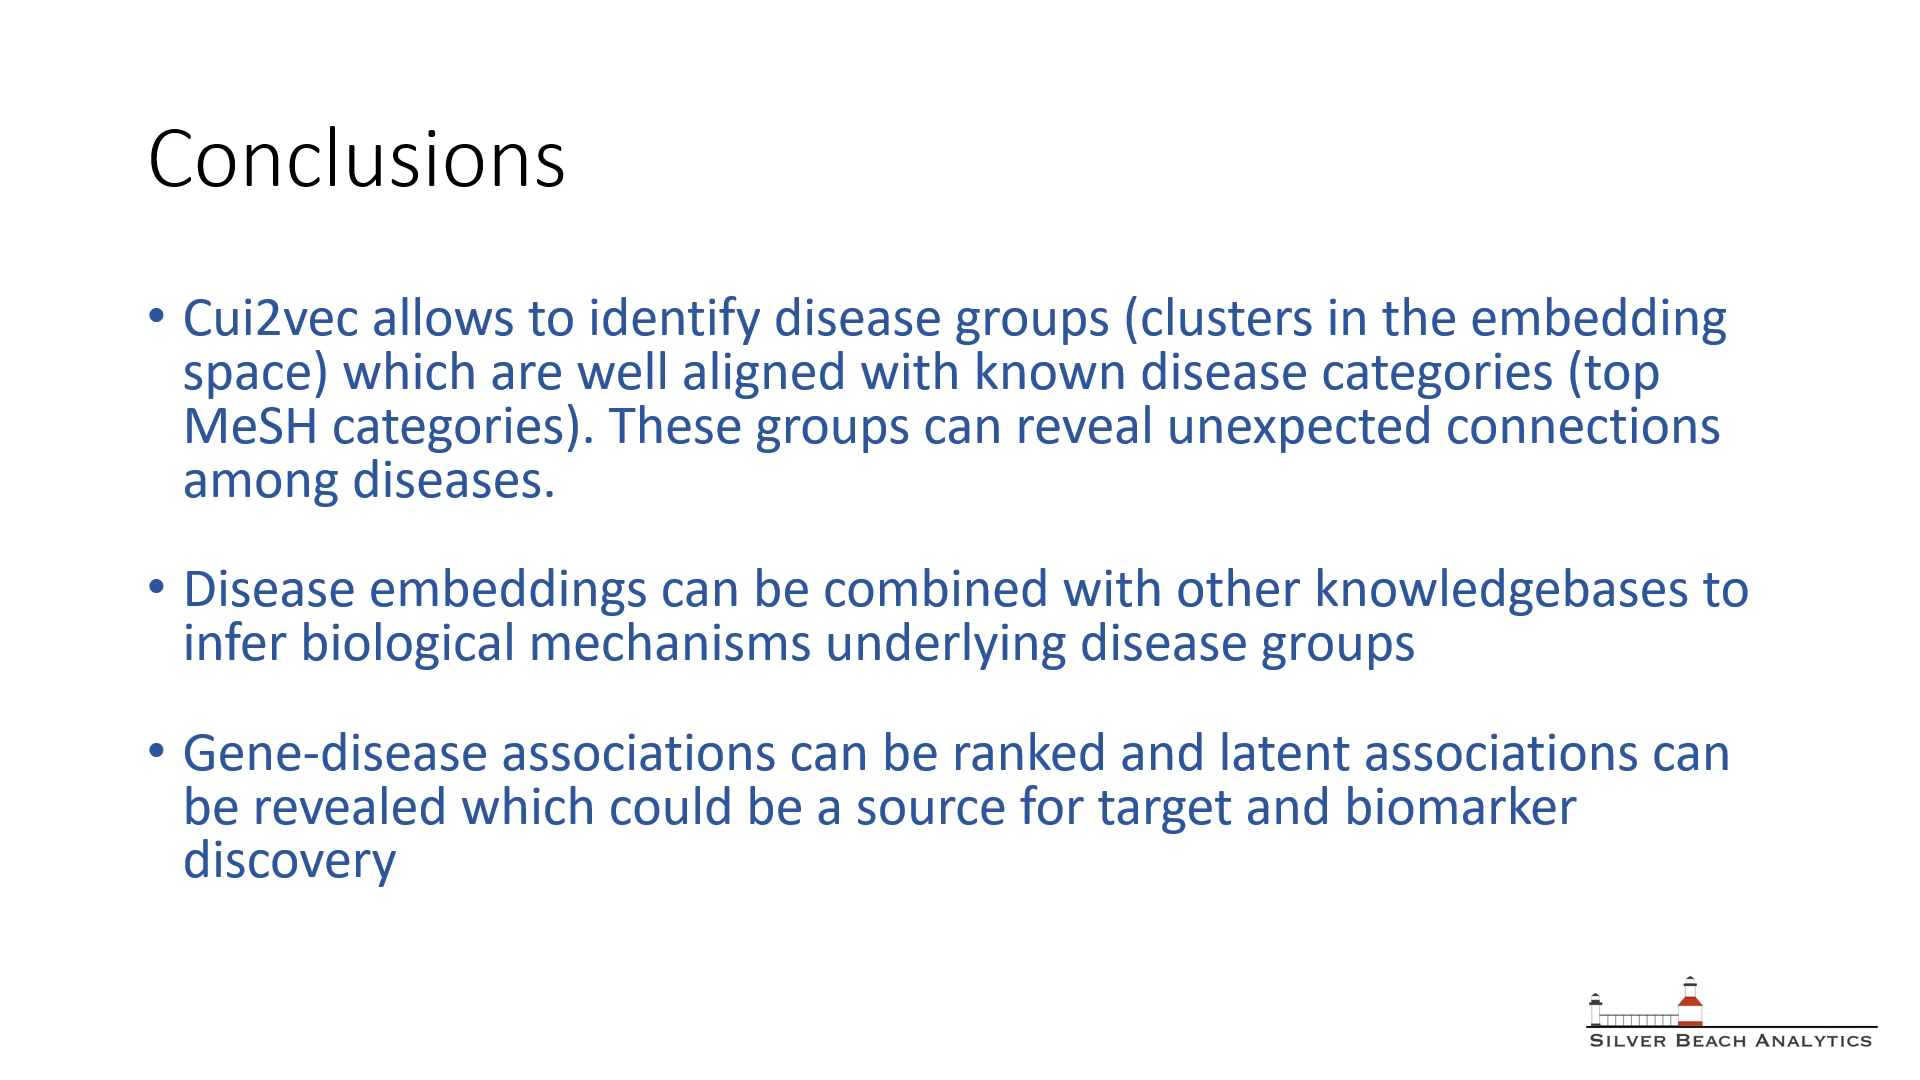 Conclusions
• Cui2vec allows to identify disease groups (clusters in the embedding
space) which are well aligned with known disease categories (top
MeSH categories). These groups can reveal unexpected connections
among diseases.
• Disease embeddings can be combined with other knowledgebases to
infer biological mechanisms underlying disease groups
• Gene-disease associations can be ranked and latent associations can
be revealed which could be a source for target and biomarker
discovery
SILVER BEACH ANALYTICS